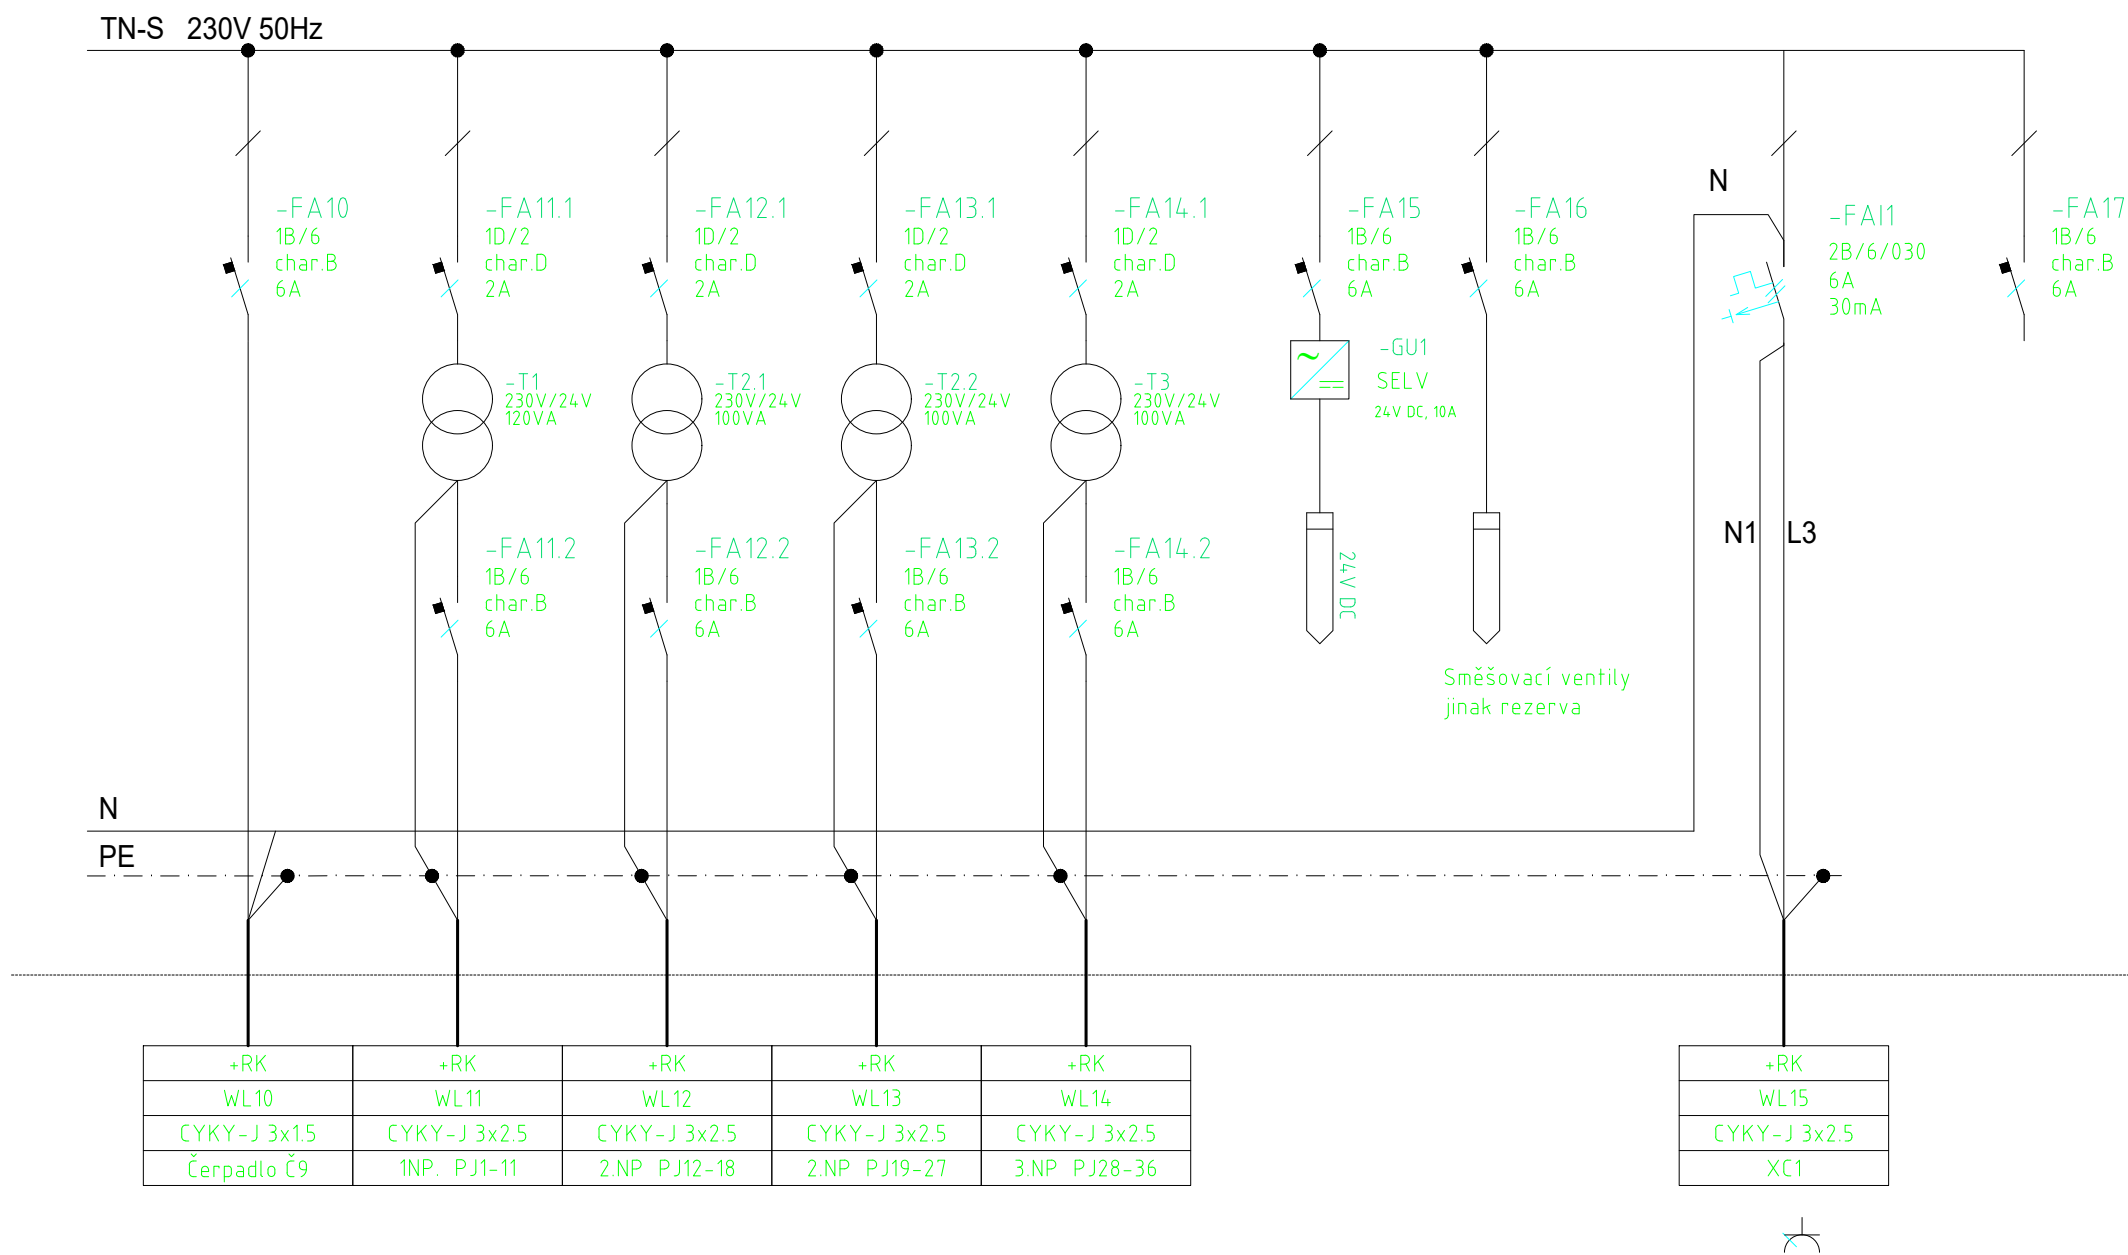 TN-S 230V 50Hz
-FA10
1B/6
char.B
6A
-FA11.1
1D/2
char.D
2A
-FA12.1
1D/2
char.D
2A
-FA13.1
1D/2
char.D
2A
-FA14.1
1D/2
char.D
2A
-FA15
1B/6
char.B
6A
-FA16
1B/6
char.B
6A
N
-FAI1
2B/6/030
6A
30mA
-FA17
1B/6
char.B
6A
-T1
230V/24V
120VA
-T2.1
230V/24V
100VA
-T2.2
230V/24V
100VA
-T3
230V/24V
100VA
-GU1
SELV
24V DC, 10A
-FA11.2
1B/6
char.B
6A
-FA12.2
1B/6
char.B
6A
-FA13.2
1B/6
char.B
6A
-FA14.2
1B/6
char.B
6A
24V DC
N1
L3
Směšovací ventily
jinak rezerva
N
PE
+RK
WL10
CYKY-J 3x1.5
Čerpadlo Č9
+RK
WL11
CYKY-J 3x2.5
1NP. PJ1-11
+RK
WL12
CYKY-J 3x2.5
2.NP PJ12-18
+RK
WL13
CYKY-J 3x2.5
2.NP PJ19-27
+RK
WL14
CYKY-J 3x2.5
3.NP PJ28-36
+RK
WL15
CYKY-J 3x2.5
XC1